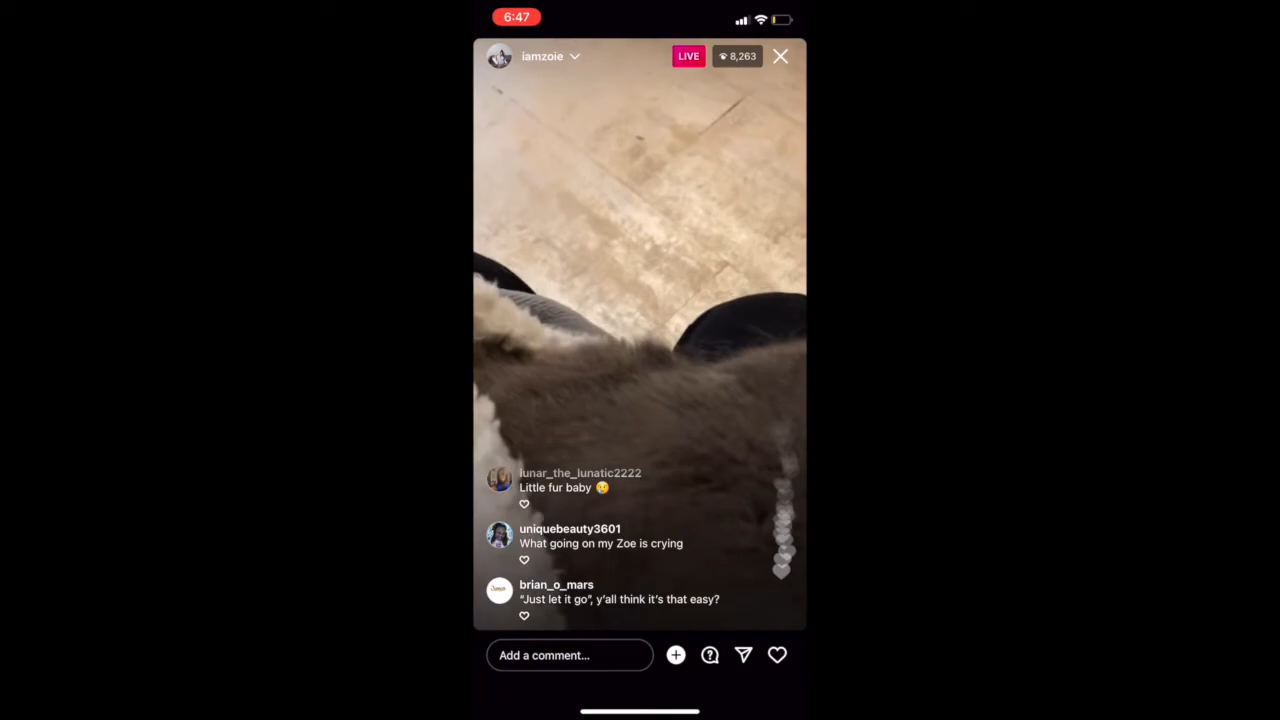 6:47
iamzoie
LIVE
8,263
lunar_the_lunatic2222
Little fur baby 😢
uniquebeauty3601
What going on my Zoe is crying
brian_o_mars
“Just let it go”, y’all think it’s that easy?
Add a comment...